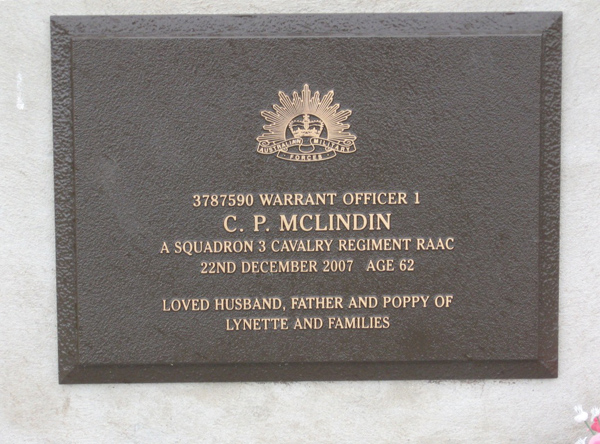 AUSTRALIAN MILITARY
FORCES
3787590 WARRANT OFFICER 1
C. P. MCLINDIN
A SQUADRON 3 CAVALRY REGIMENT RAAC
22ND DECEMBER 2007 AGE 62
LOVED HUSBAND, FATHER AND POPPY OF
LYNETTE AND FAMILIES